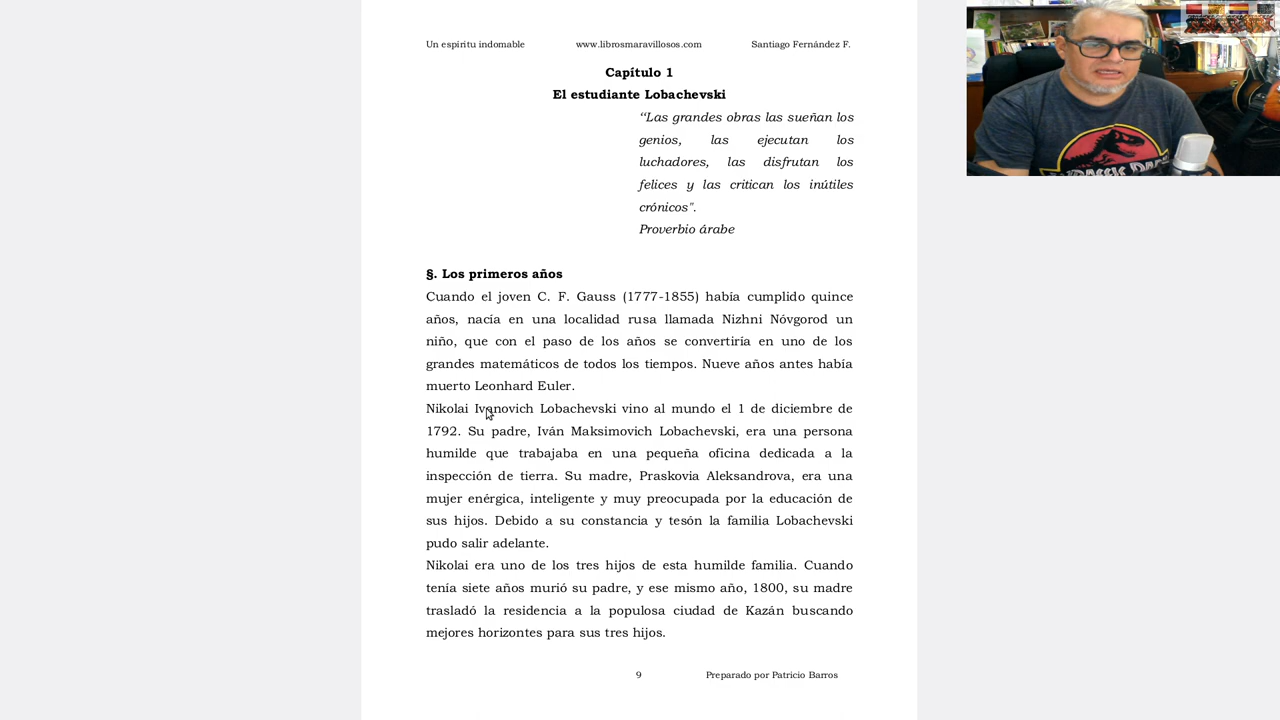 Un espíritu indomable www.librosmaravillosos.com Santiago Fernández F.
Capítulo 1
El estudiante Lobachevski
“Las grandes obras las sueñan los
genios, las ejecutan los
luchadores, las disfrutan los
felices y las critican los inútiles
crónicos".
Proverbio árabe
§. Los primeros años
Cuando el joven C. F. Gauss (1777-1855) había cumplido quince
años, nacía en una localidad rusa llamada Nizhni Nóvgorod un
niño, que con el paso de los años se convertiría en uno de los
grandes matemáticos de todos los tiempos. Nueve años antes había
muerto Leonhard Euler.
Nikolai Ivanovich Lobachevski vino al mundo el 1 de diciembre de
1792. Su padre, Iván Maksimovich Lobachevski, era una persona
humilde que trabajaba en una pequeña oficina dedicada a la
inspección de tierra. Su madre, Praskovia Aleksandrova, era una
mujer enérgica, inteligente y muy preocupada por la educación de
sus hijos. Debido a su constancia y tesón la familia Lobachevski
pudo salir adelante.
Nikolai era uno de los tres hijos de esta humilde familia. Cuando
tenía siete años murió su padre, y ese mismo año, 1800, su madre
trasladó la residencia a la populosa ciudad de Kazán buscando
mejores horizontes para sus tres hijos.
9 Preparado por Patricio Barros